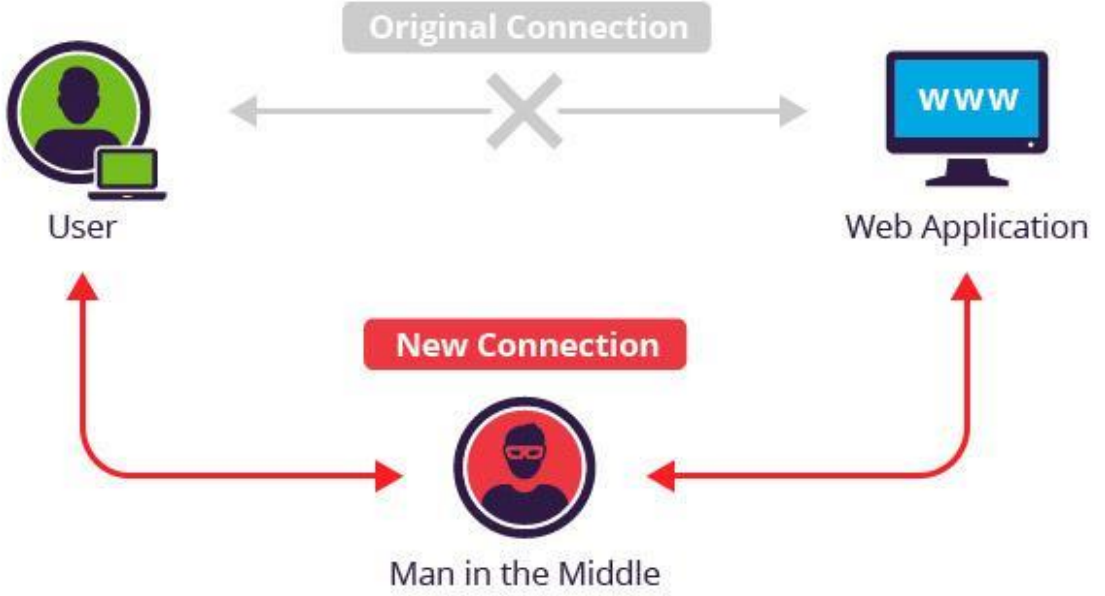 Original Connection
www
User
Web Application
New Connection
Man in the Middle